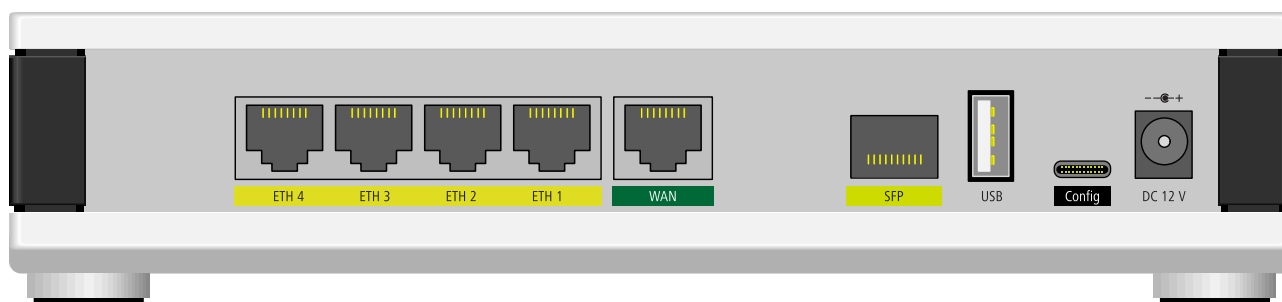 ETH 4
ETH 3
ETH 2
ETH 1
WAN
SFP
USB
Config
DC 12 V